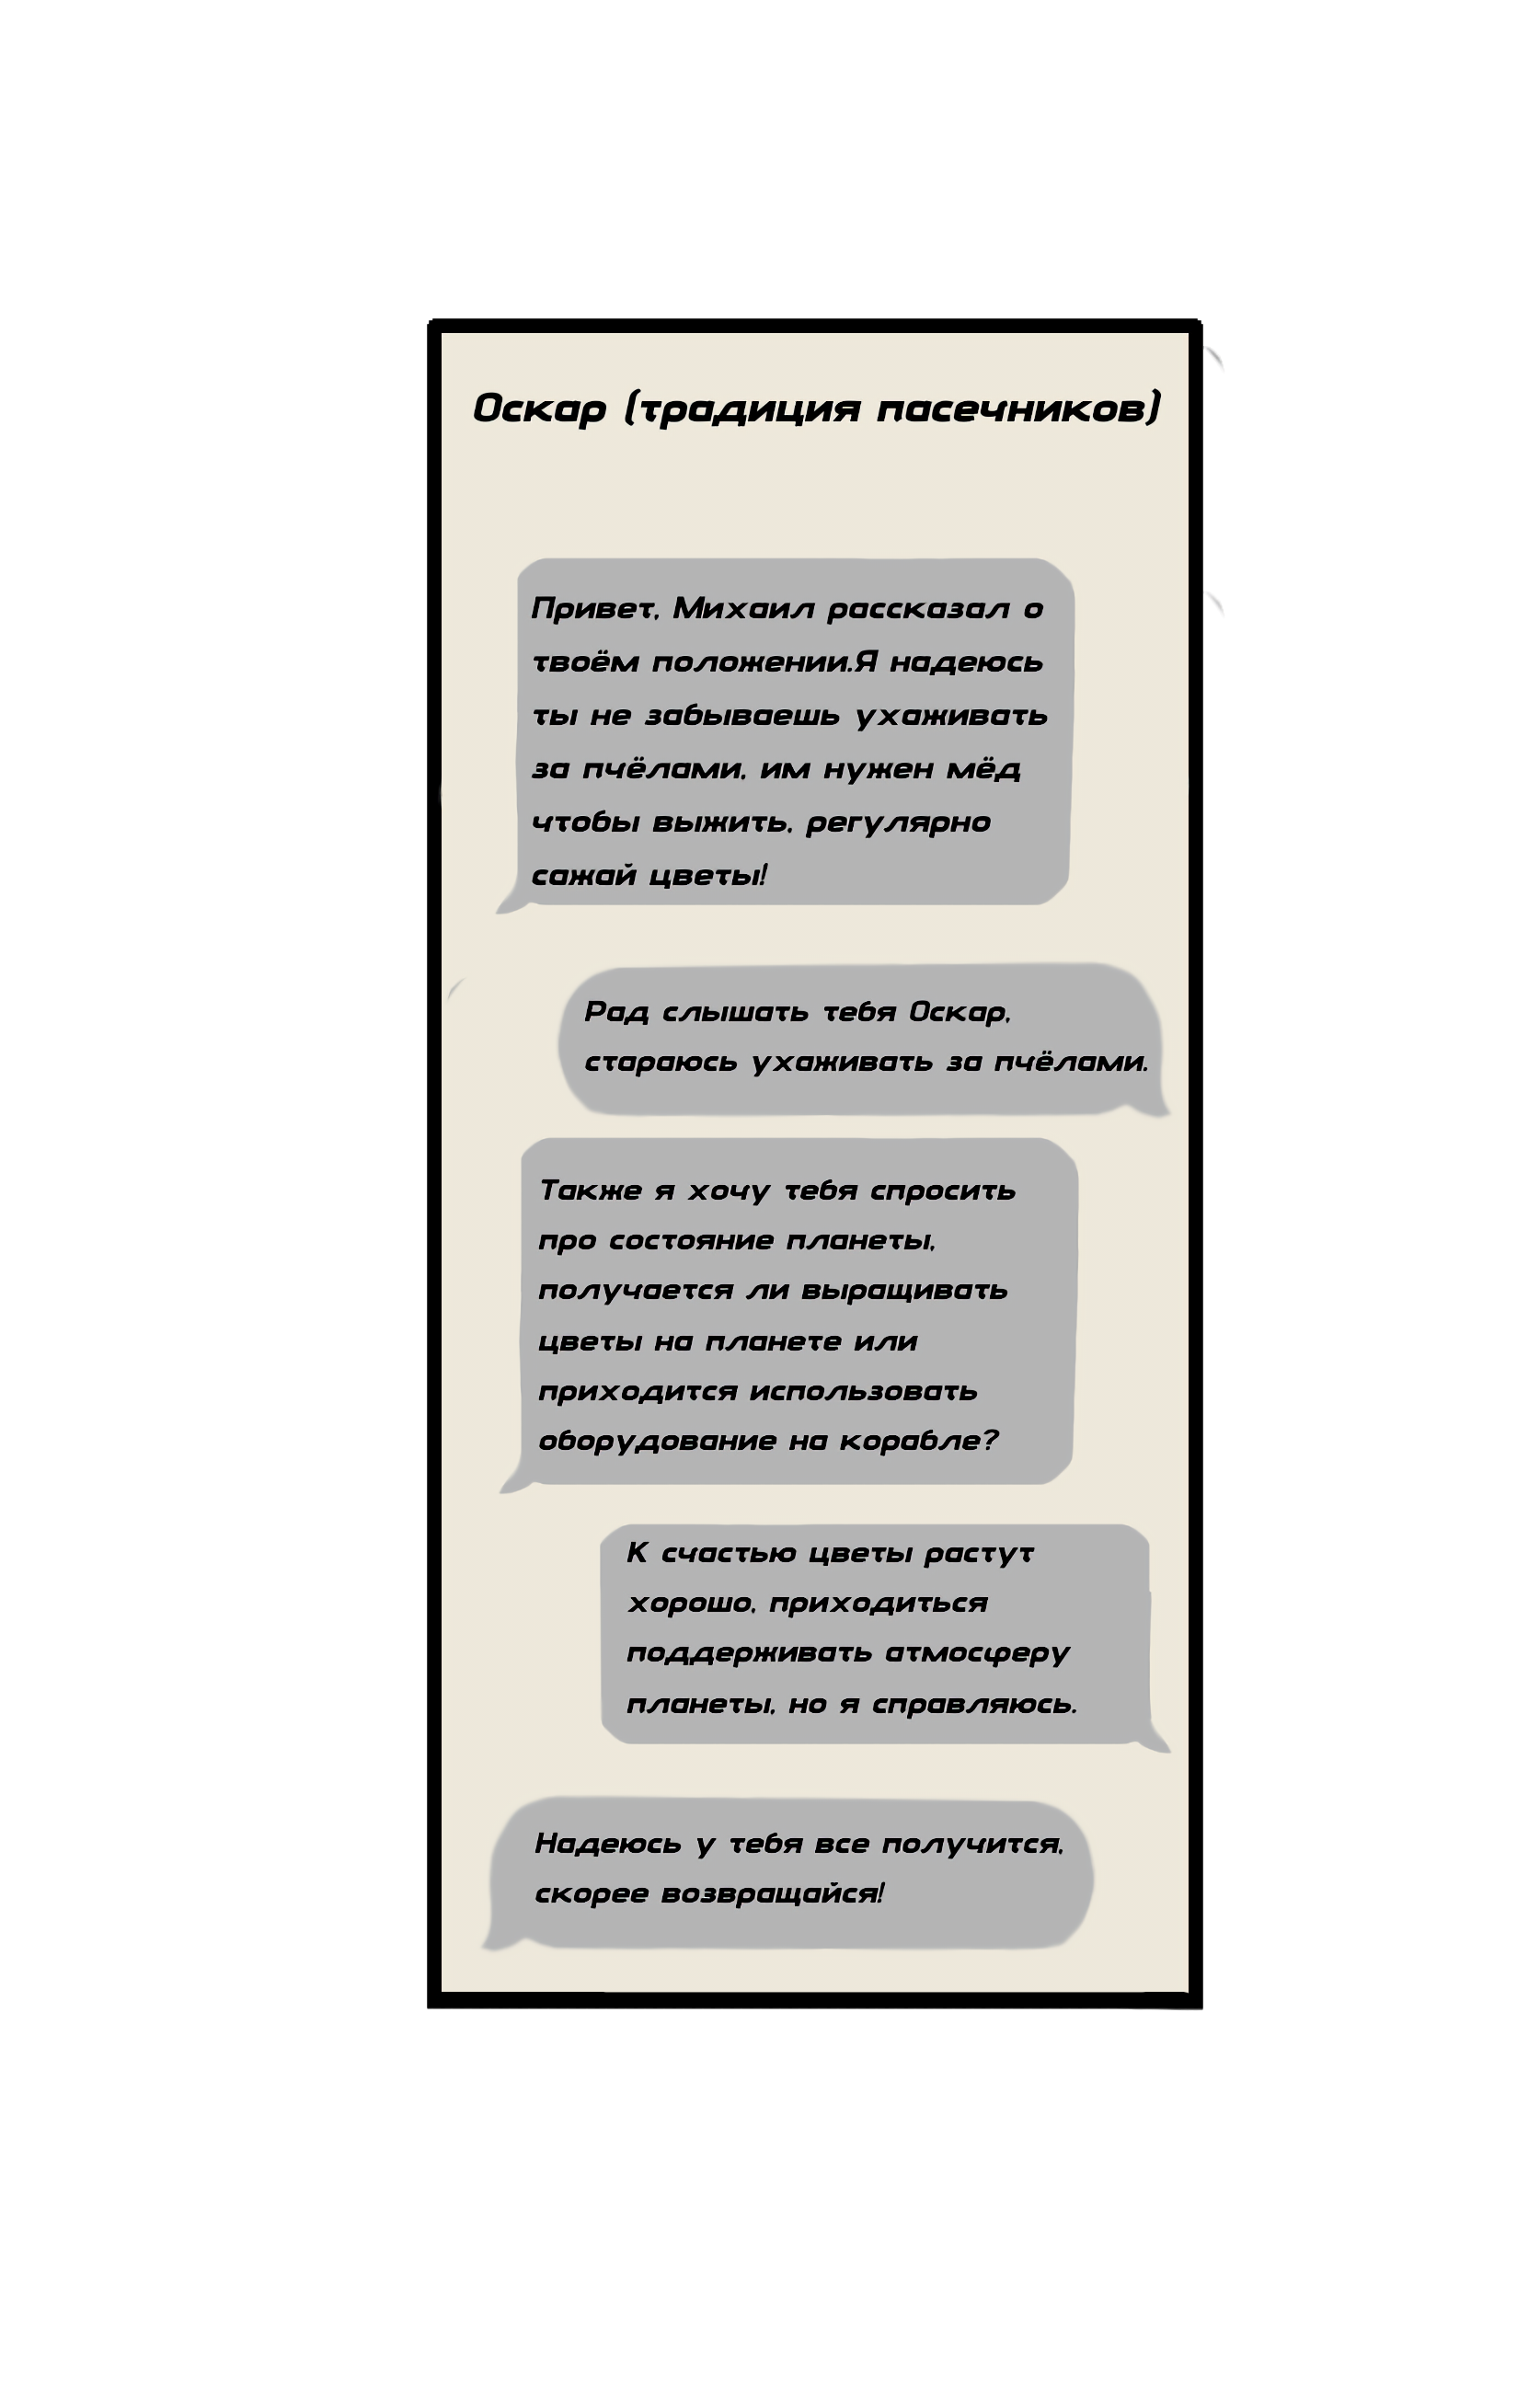 Оскар (традиция пасечников)
Привет, Михаил рассказал о
твоём положении.Я надеюсь
ты не забываешь ухаживать
за пчёлами, им нужен мёд
чтобы выжить, регулярно
сажай цветы!
Рад слышать тебя Оскар,
стараюсь ухаживать за пчёлами.
Также я хочу тебя спросить
про состояние планеты,
получается ли выращивать
цветы на планете или
приходится использовать
оборудование на корабле?
К счастью цветы растут
хорошо, приходиться
поддерживать атмосферу
планеты, но я справляюсь.
Надеюсь у тебя все получится,
скорее возвращайся!